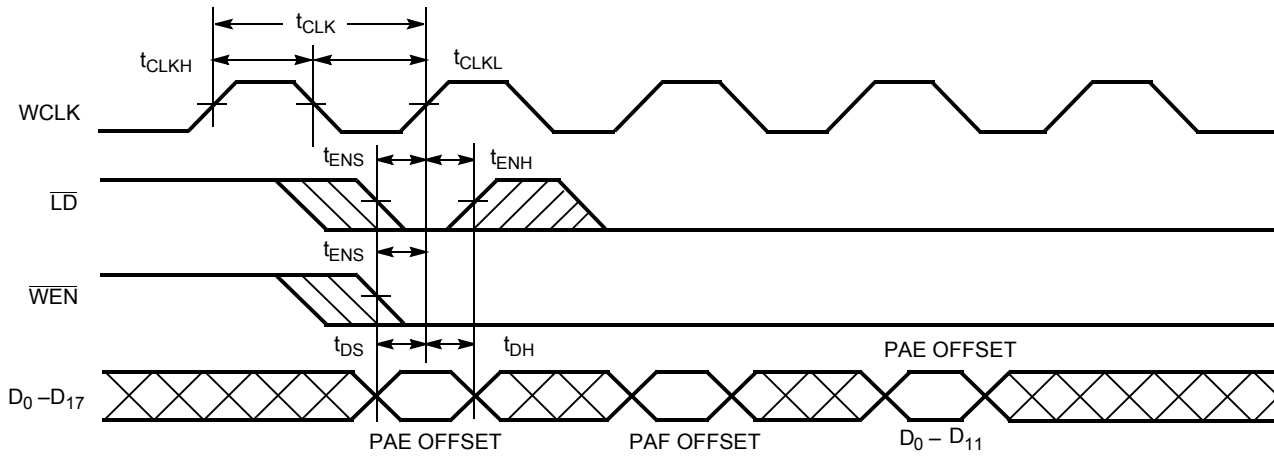 tCLK
tCLKH
tCLKL
WCLK
tENS
tENH
LD
tENS
WEN
tDS
tDH
PAE OFFSET
D0 –D17
PAE OFFSET
PAF OFFSET
D0 – D11